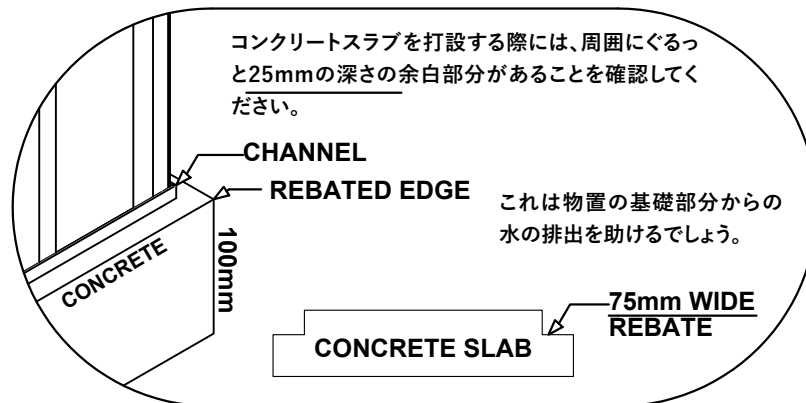 コンクリートスラブを打設する際には、周囲にぐるっ
と25mmの深さの余白部分があることを確認してく
ださい。
CHANNEL
REBATED EDGE
これは物置の基礎部分からの
水の排出を助けるでしょう。
CONCRETE
100mm
75mm WIDE
REBATE
CONCRETE SLAB